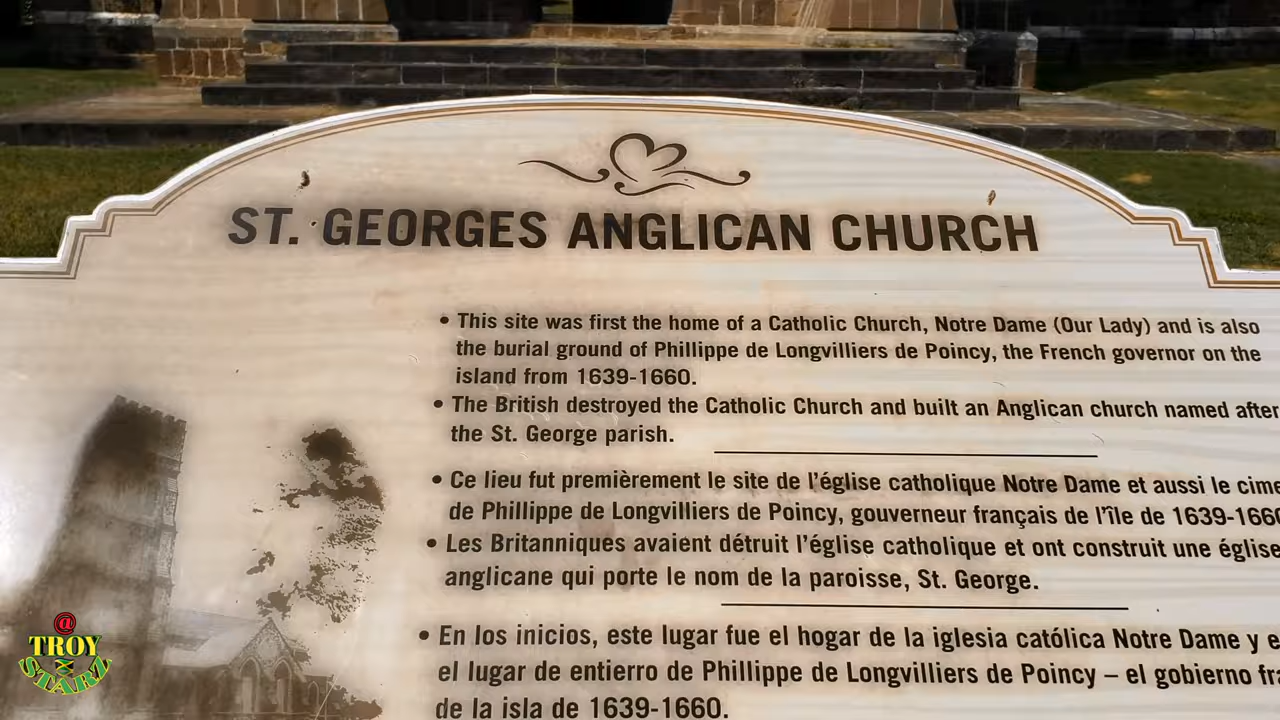 ST. GEORGES ANGLICAN CHURCH
• This site was first the home of a Catholic Church, Notre Dame (Our Lady) and is also
the burial ground of Phillippe de Longvilliers de Poincy, the French governor on the
island from 1639-1660.
• The British destroyed the Catholic Church and built an Anglican church named after
the St. George parish.
• Ce lieu fut premièrement le site de l'église catholique Notre Dame et aussi le cime
de Phillippe de Longvilliers de Poincy, gouverneur français de l'île de 1639-1660
• Les Britanniques avaient détruit l'église catholique et ont construit une église
anglicane qui porte le nom de la paroisse, St. George.
• En los inicios, este lugar fue el hogar de la iglesia católica Notre Dame y e
el lugar de entierro de Phillippe de Longvilliers de Poincy – el gobierno fra
de la isla de 1639-1660.
@
TROY
STARZ